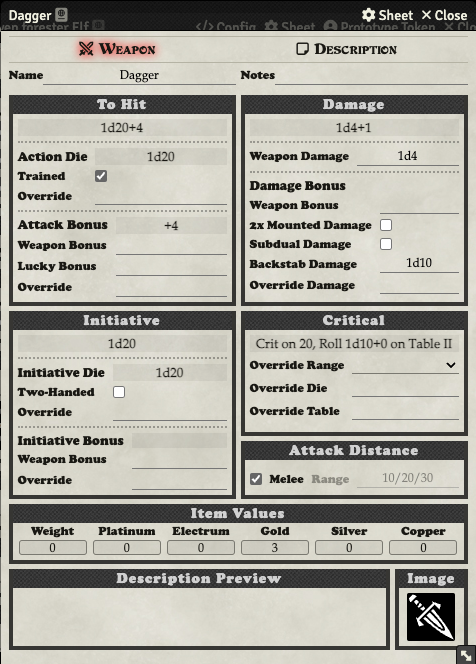 Dagger Sheet Close
ven forester Elf </> Config Sheet Prototype Token Clo
Weapon Description
Name Dagger Notes
To Hit
1d20+4
Action Die 1d20
Trained
Override
Attack Bonus +4
Weapon Bonus
Lucky Bonus
Override
Damage
1d4+1
Weapon Damage 1d4
Damage Bonus
Weapon Bonus
2x Mounted Damage
Subdual Damage
Backstab Damage 1d10
Override Damage
Initiative
1d20
Initiative Die 1d20
Two-Handed
Override
Initiative Bonus
Weapon Bonus
Override
Critical
Crit on 20, Roll 1d10+0 on Table II
Override Range
Override Die
Override Table
Attack Distance
Melee Range 10/20/30
Item Values
Weight Platinum Electrum Gold Silver Copper
0 0 0 3 0 0
Description Preview
Image